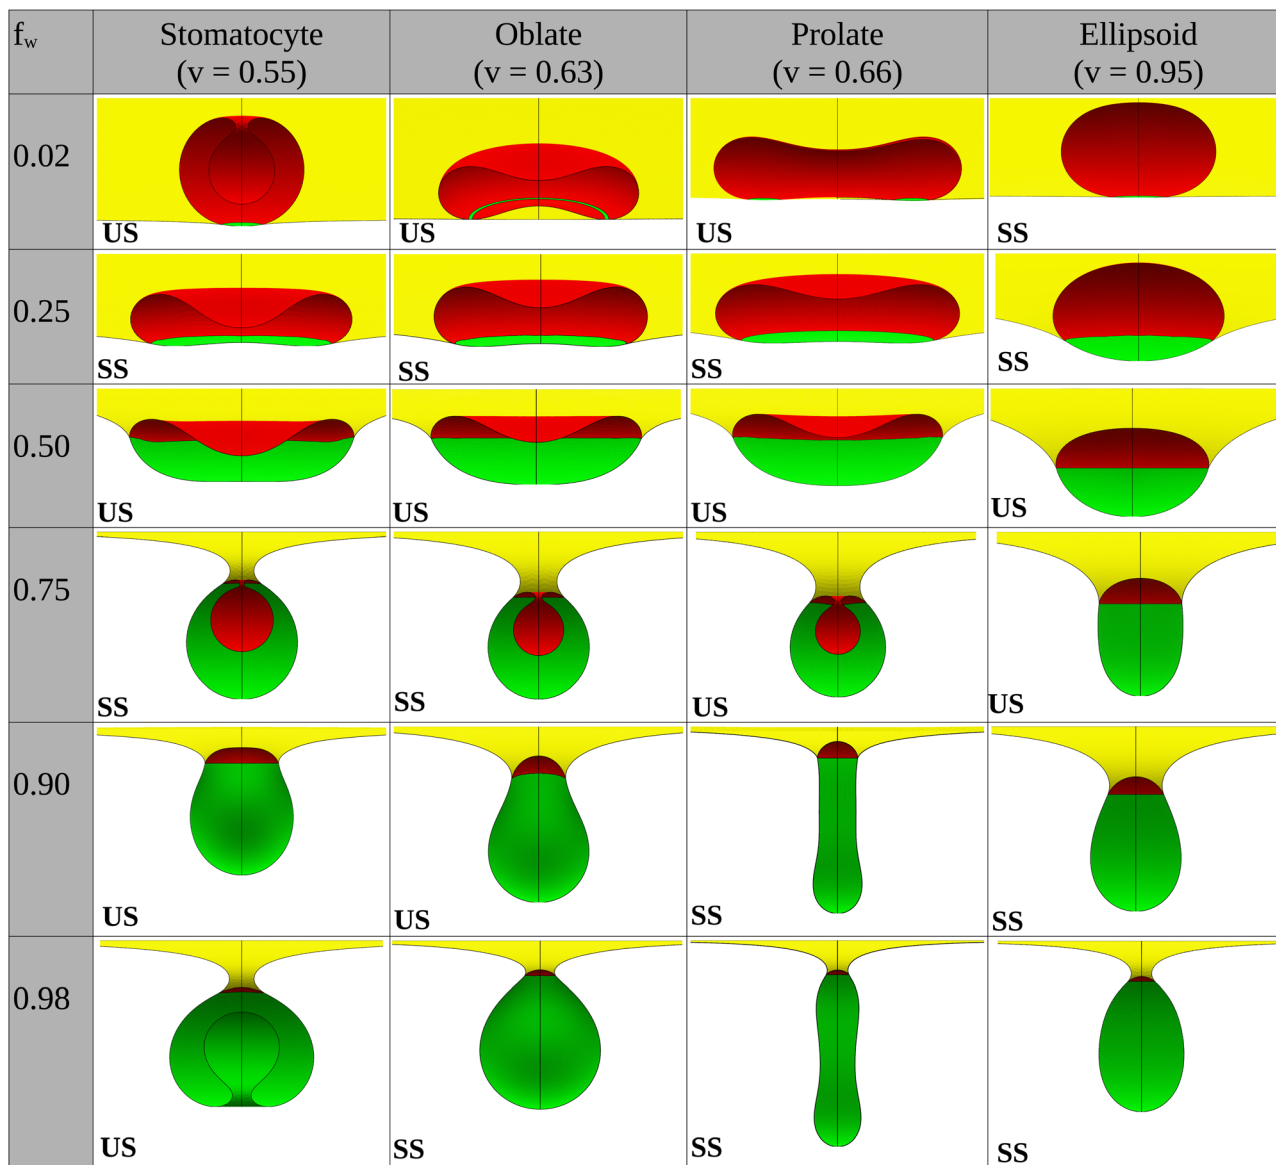 f_w Stomatocyte Oblate Prolate Ellipsoid
(v = 0.55) (v = 0.63) (v = 0.66) (v = 0.95)
0.02
US US US SS
0.25
SS SS SS SS
0.50
US US US US
0.75
SS SS US US
0.90
US US SS SS
0.98
US SS SS SS